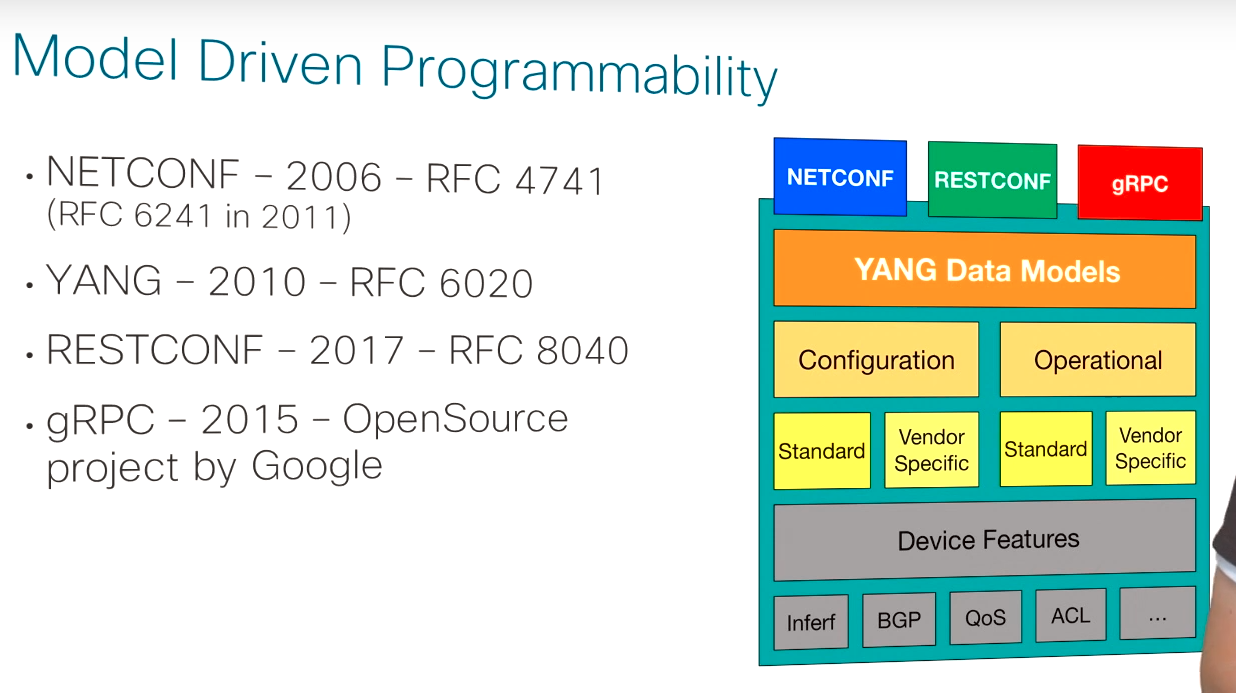 Model Driven Programmability
• NETCONF – 2006 – RFC 4741
(RFC 6241 in 2011)
• YANG – 2010 – RFC 6020
• RESTCONF – 2017 – RFC 8040
• gRPC – 2015 – OpenSource
project by Google
NETCONF
RESTCONF
gRPC
YANG Data Models
Configuration
Operational
Standard
Vendor
Specific
Standard
Vendor
Specific
Device Features
Inferf
BGP
QoS
ACL
...